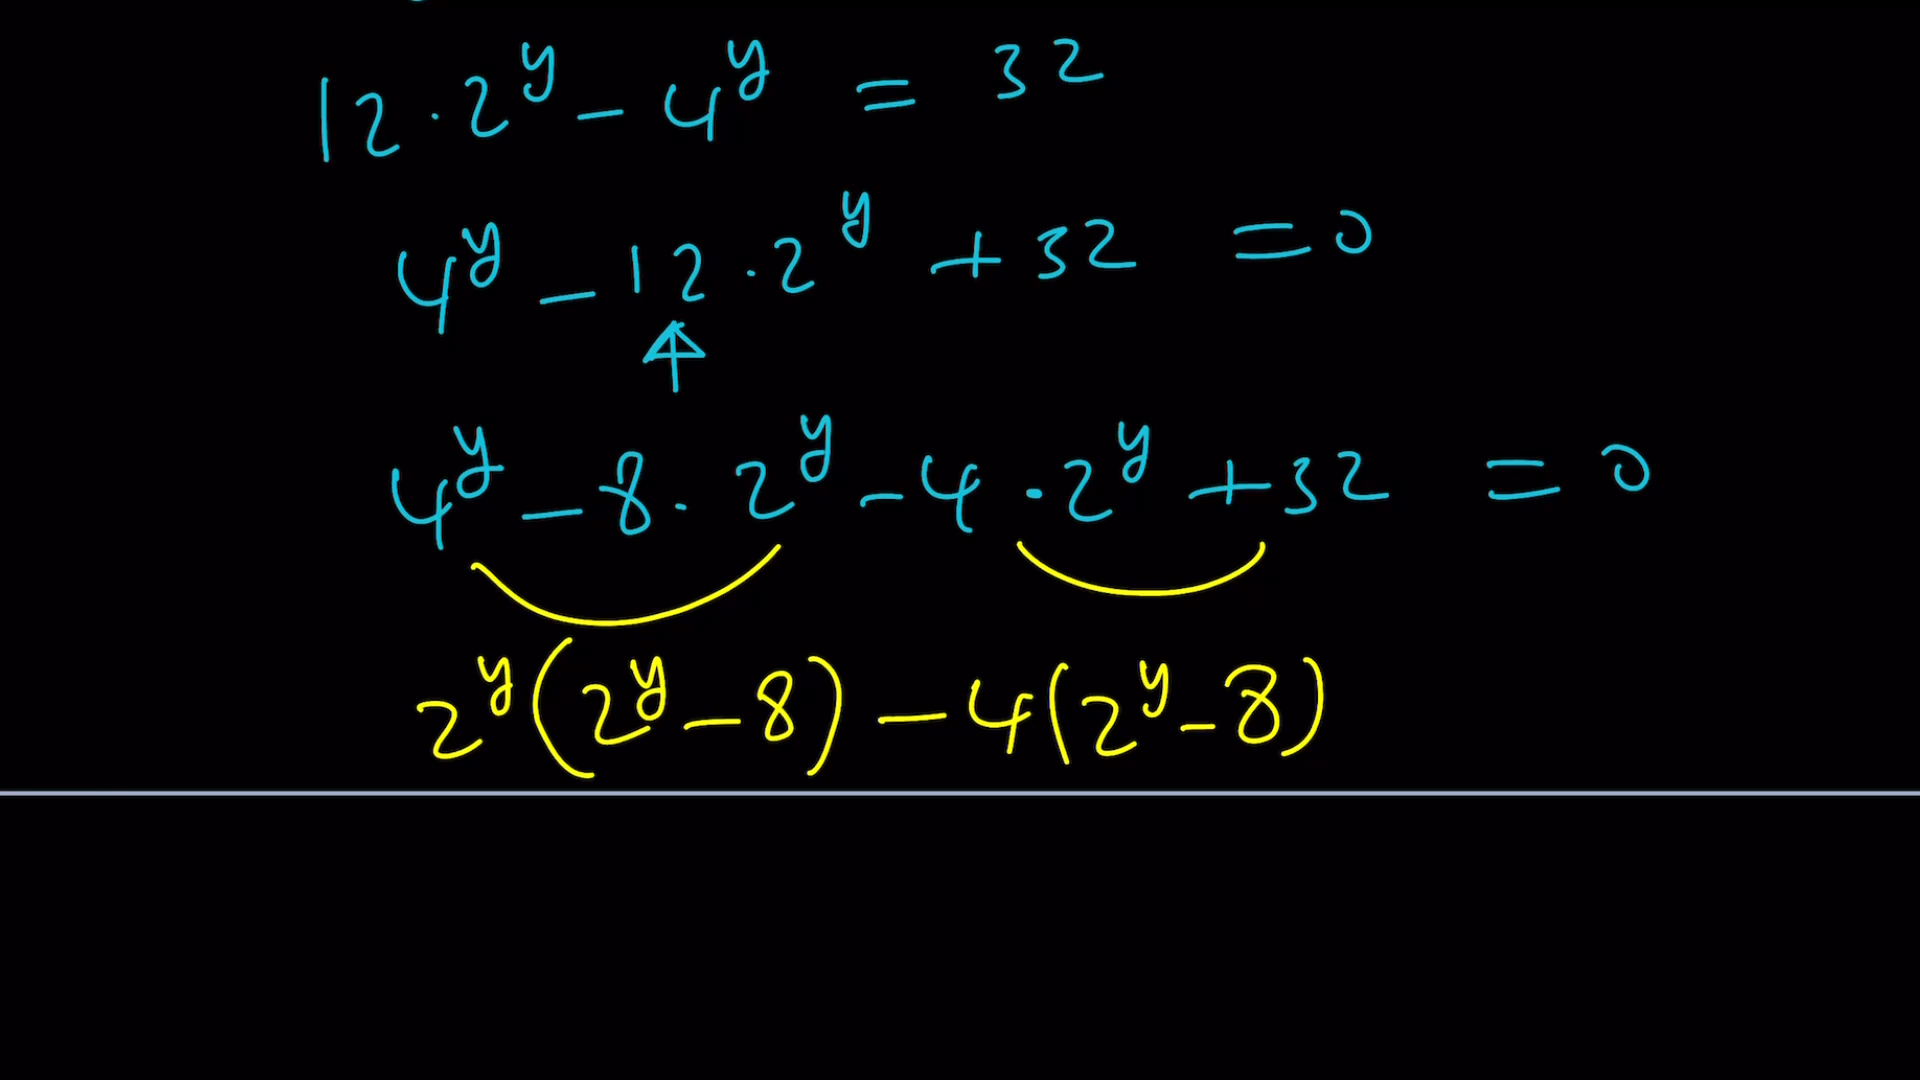 12·2^y - 4^y = 32
4^y - 12·2^y + 32 = 0
4^y - 8·2^y - 4·2^y + 32 = 0
2^y(2^y - 8) - 4(2^y - 8)